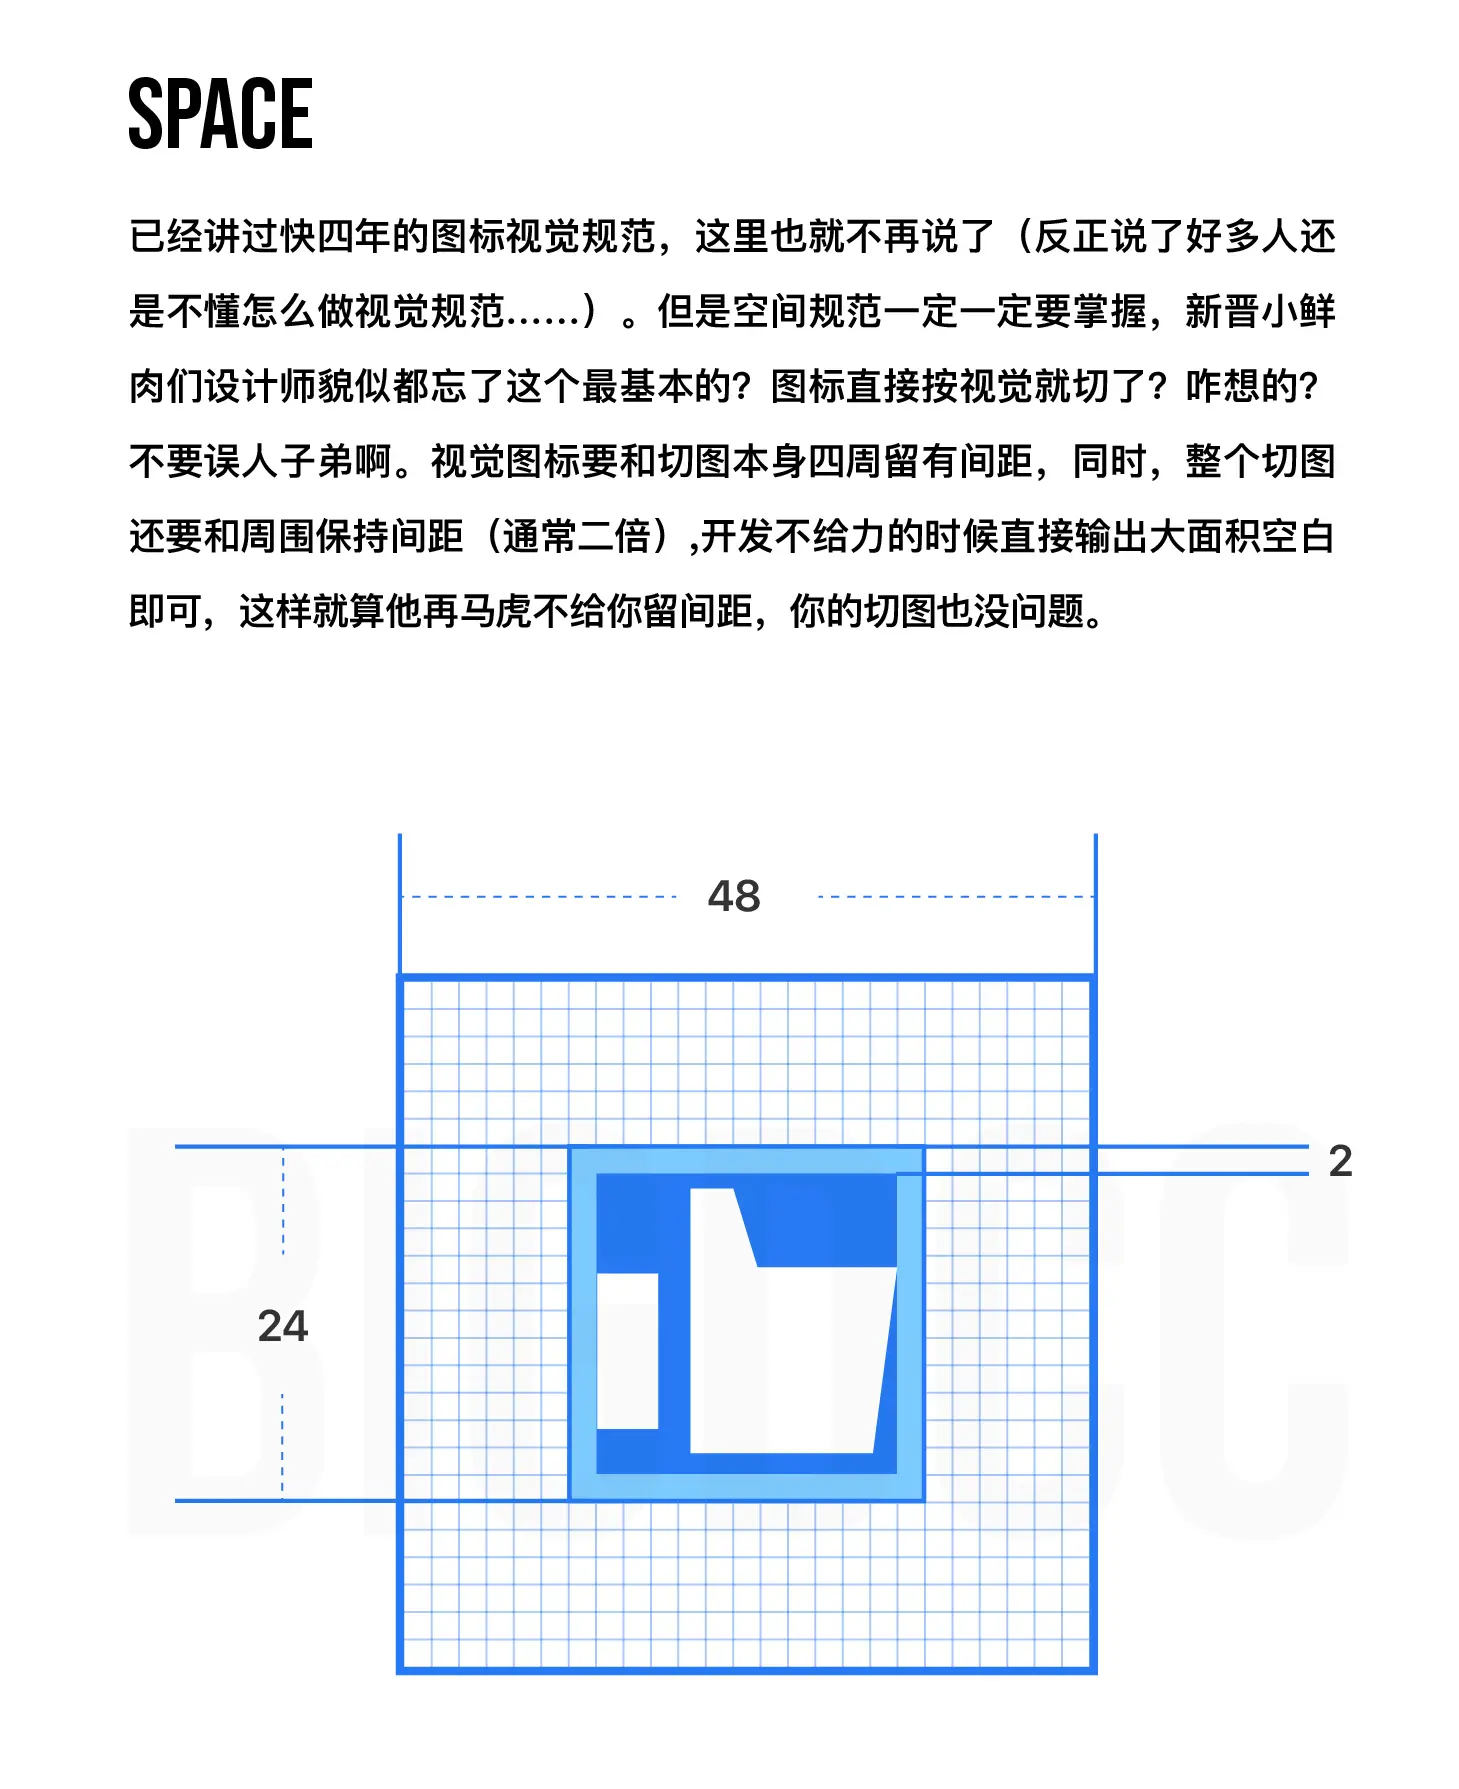 SPACE
已经讲过快四年的图标视觉规范，这里也就不再说了（反正说了好多人还
是不懂怎么做视觉规范……）。但是空间规范一定一定要掌握，新晋小鲜
肉们设计师貌似都忘了这个最基本的？图标直接按视觉就切了？咋想的？
不要误人子弟啊。视觉图标要和切图本身四周留有间距，同时，整个切图
还要和周围保持间距（通常二倍）,开发不给力的时候直接输出大面积空白
即可，这样就算他再马虎不给你留间距，你的切图也没问题。
48
2
24